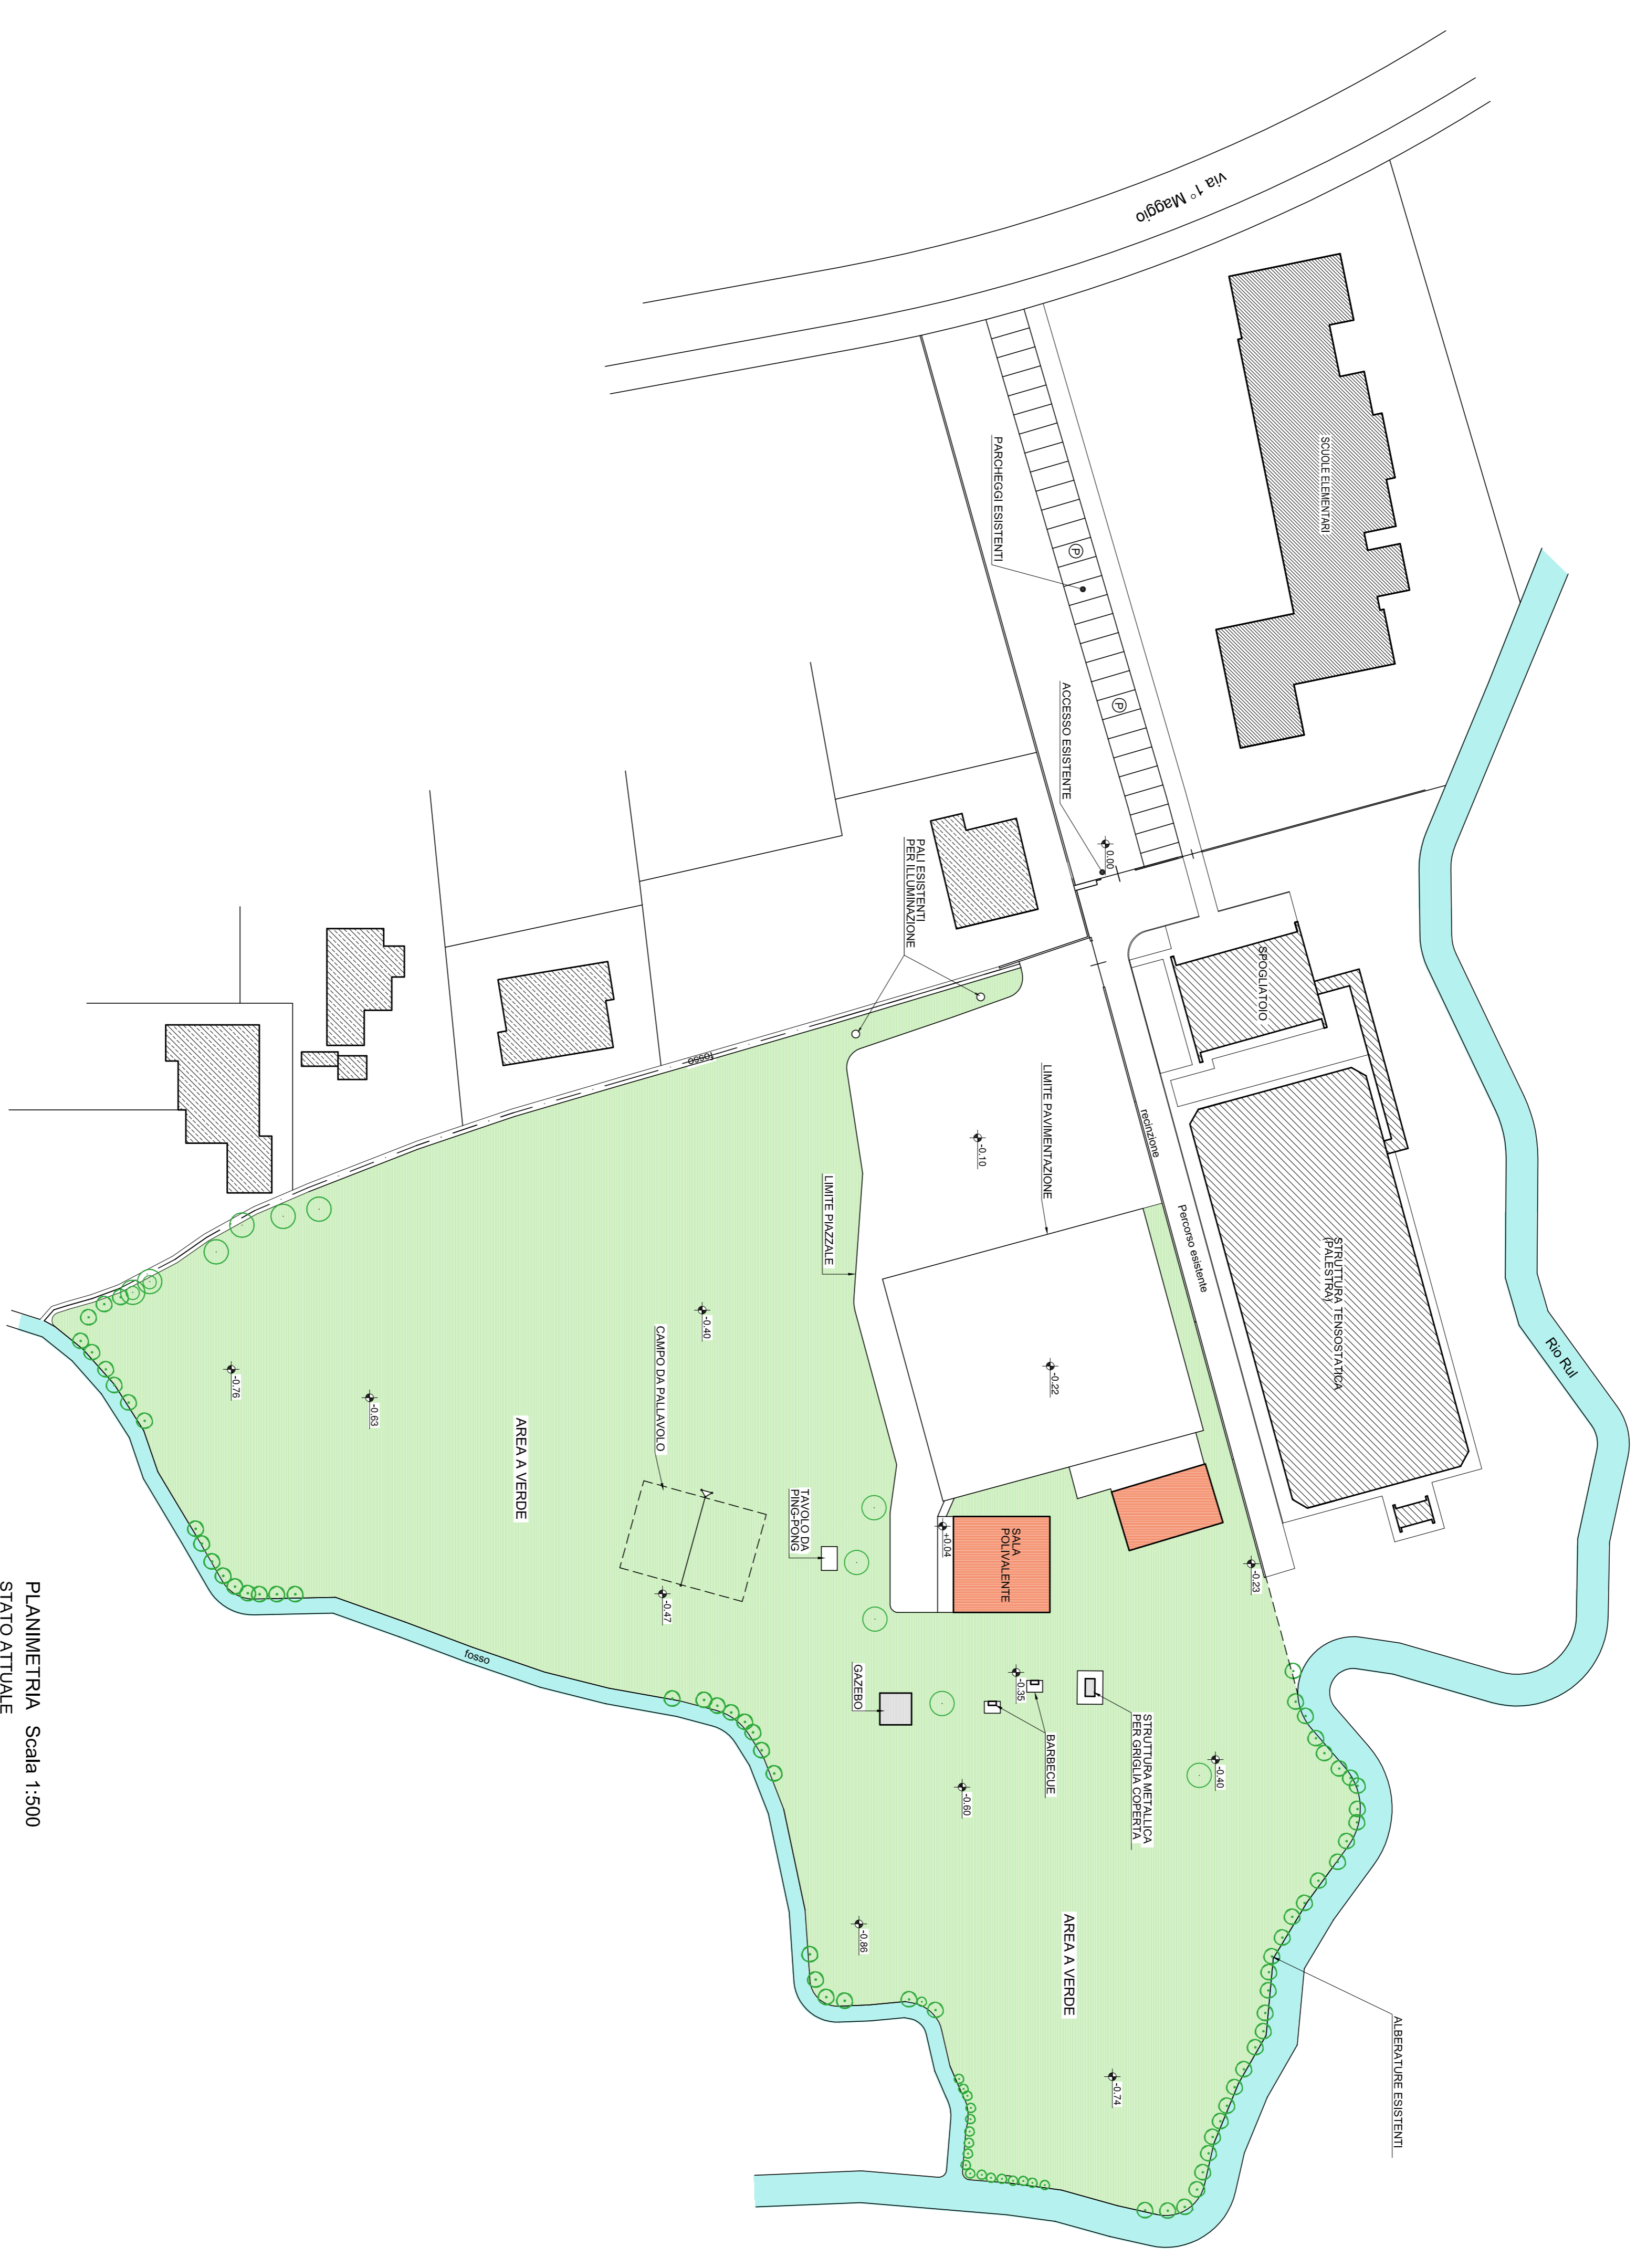 via 1° Maggio
SCUOLE ELEMENTARI
PARCHEGGI ESISTENTI
P
P
ACCESSO ESISTENTE
0.00
PALI ESISTENTI
PER ILLUMINAZIONE
SPOGLIATOIO
fosso
recinzione
LIMITE PAVIMENTAZIONE
-0.10
LIMITE PIAZZALE
Percorso esistente
STRUTTURA TENSOSTATICA
(PALESTRA)
Rio Rul
-0.40
-0.22
-0.76
-0.63
CAMPO DA PALLAVOLO
AREA A VERDE
TAVOLO DA
PING-PONG
+0.04
SALA
POLIVALENTE
-0.23
-0.47
fosso
GAZEBO
-0.35
BARBECUE
STRUTTURA METALLICA
PER GRIGLIA COPERTA
-0.40
-0.60
-0.86
AREA A VERDE
ALBERATURE ESISTENTI
-0.74
PLANIMETRIA Scala 1:500
STATO ATTUALE